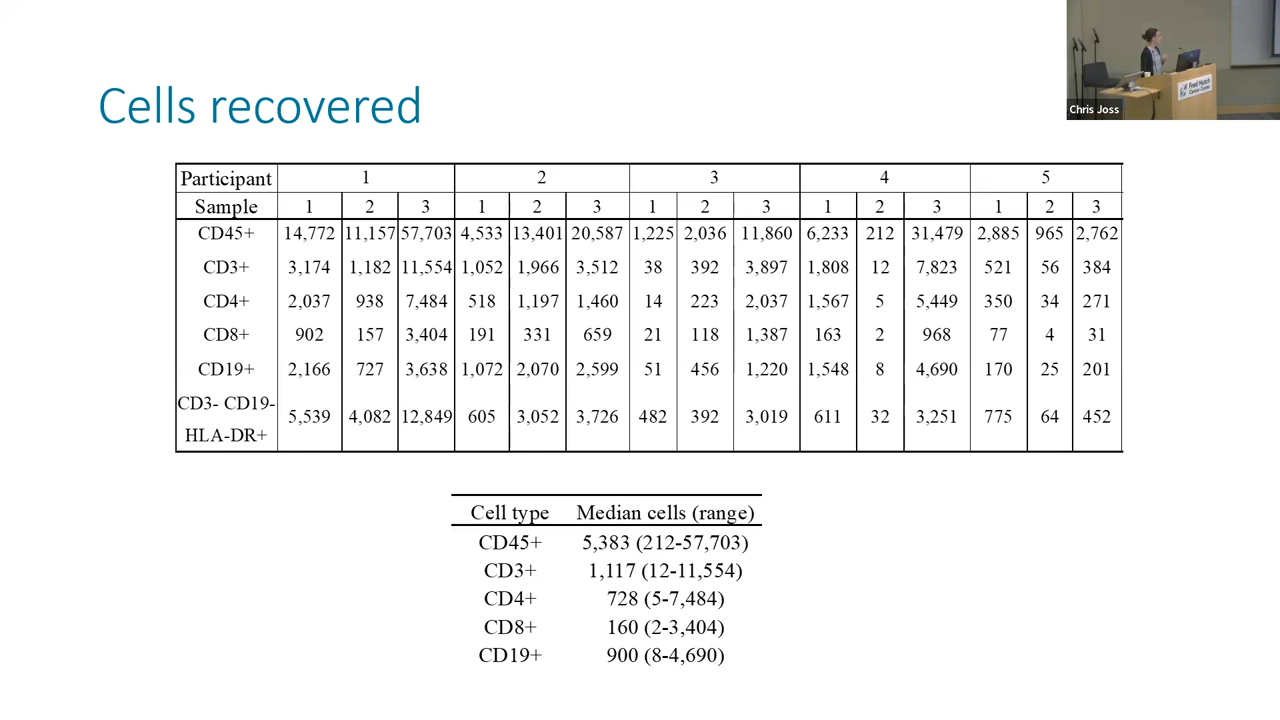 Cells recovered
Chris Joss
Fred Hutch
Cancer Center
Participant 1 2 3 4 5
Sample 1 2 3 1 2 3 1 2 3 1 2 3 1 2 3
CD45+ 14,772 11,157 57,703 4,533 13,401 20,587 1,225 2,036 11,860 6,233 212 31,479 2,885 965 2,762
CD3+ 3,174 1,182 11,554 1,052 1,966 3,512 38 392 3,897 1,808 12 7,823 521 56 384
CD4+ 2,037 938 7,484 518 1,197 1,460 14 223 2,037 1,567 5 5,449 350 34 271
CD8+ 902 157 3,404 191 331 659 21 118 1,387 163 2 968 77 4 31
CD19+ 2,166 727 3,638 1,072 2,070 2,599 51 456 1,220 1,548 8 4,690 170 25 201
CD3- CD19-
HLA-DR+ 5,539 4,082 12,849 605 3,052 3,726 482 392 3,019 611 32 3,251 775 64 452
Cell type Median cells (range)
CD45+ 5,383 (212-57,703)
CD3+ 1,117 (12-11,554)
CD4+ 728 (5-7,484)
CD8+ 160 (2-3,404)
CD19+ 900 (8-4,690)